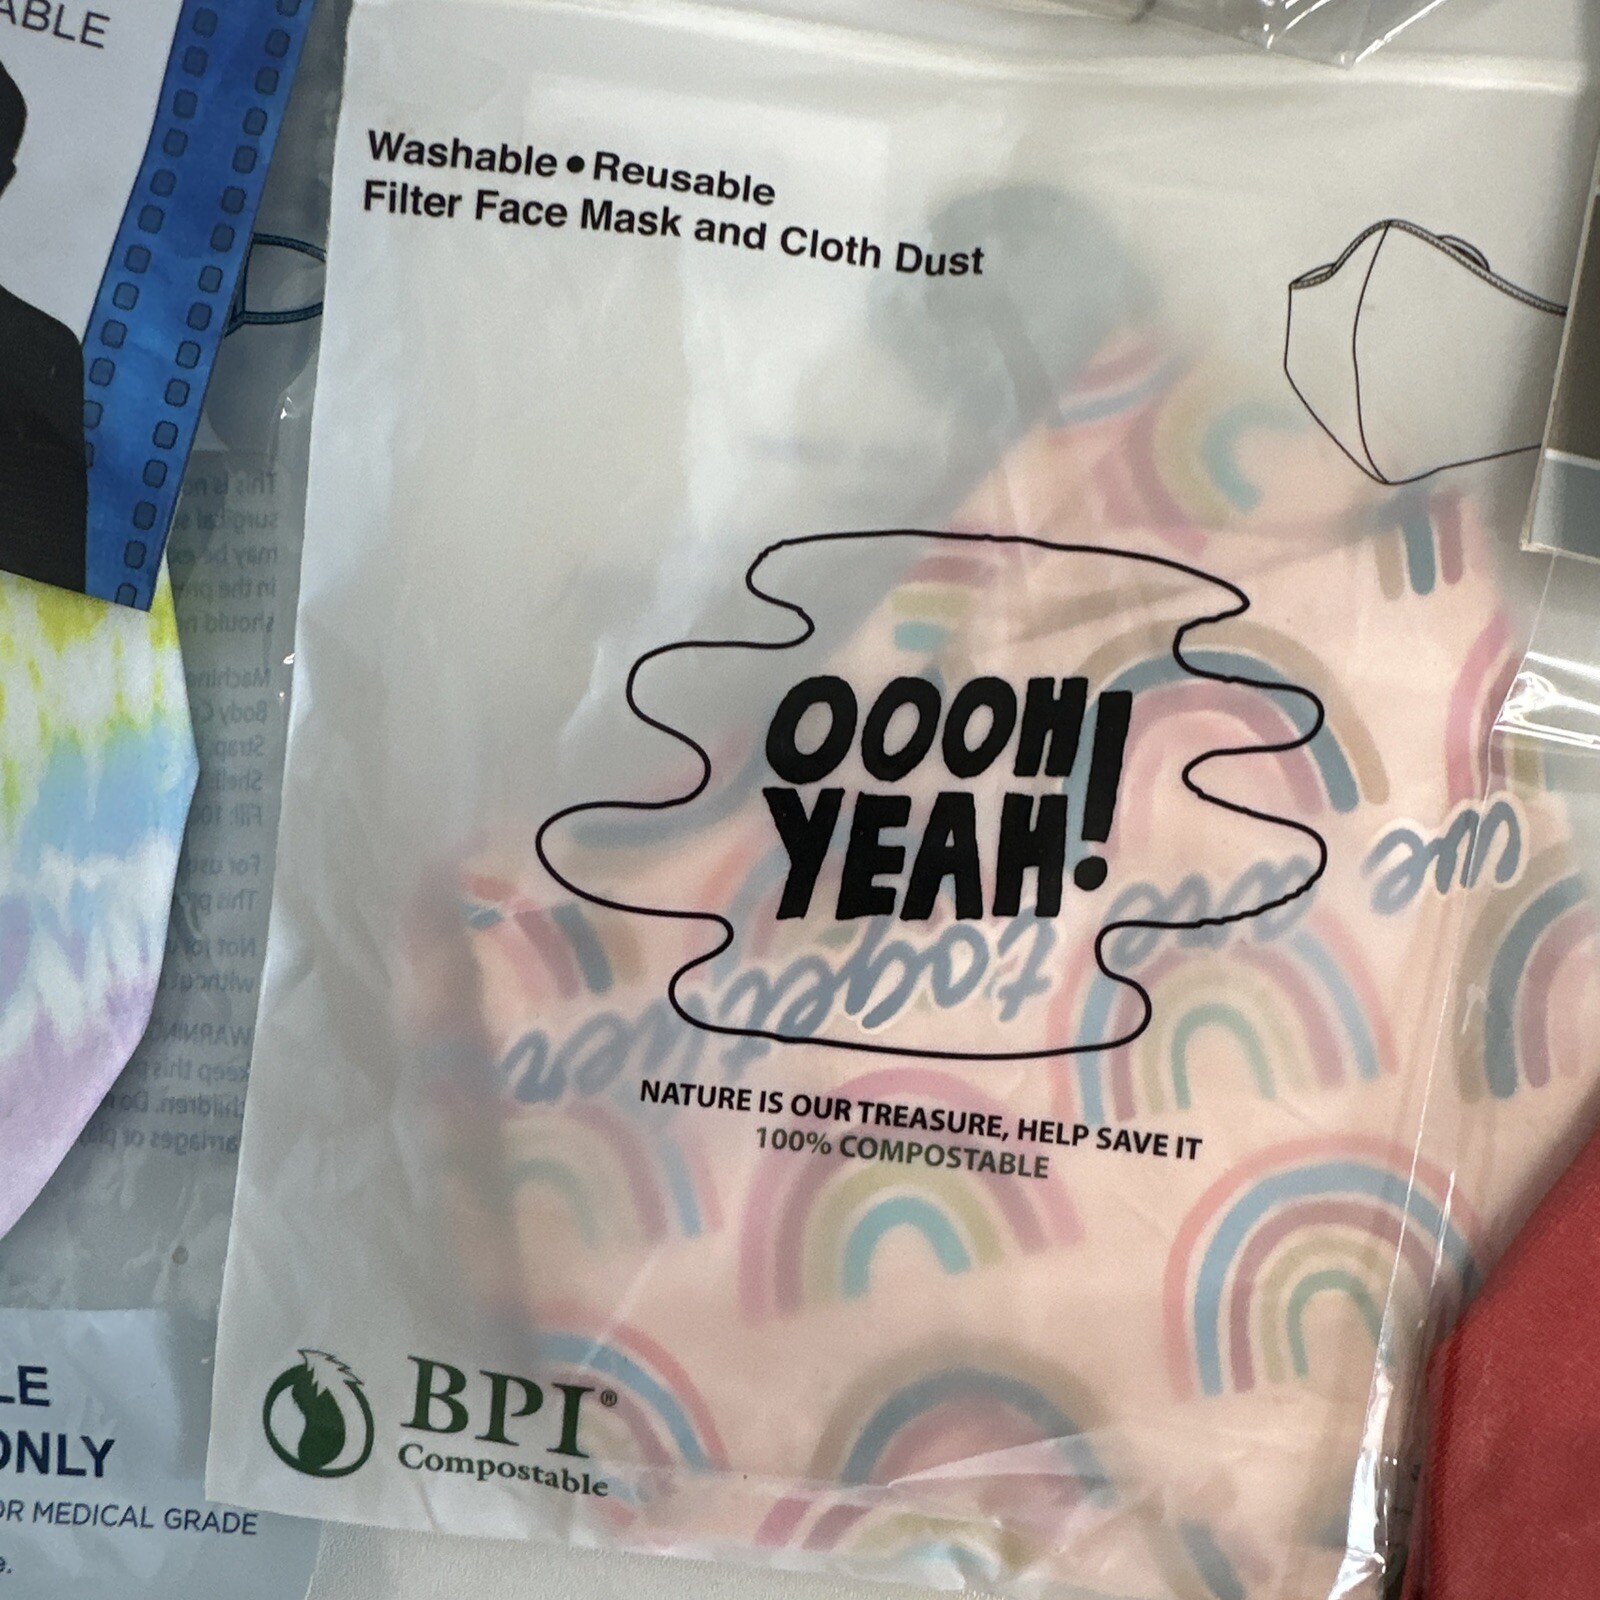 ABLE
Washable • Reusable
Filter Face Mask and Cloth Dust
OOOH
YEAH!
we are together
NATURE IS OUR TREASURE, HELP SAVE IT
100% COMPOSTABLE
BPI®
Compostable
LE
ONLY
OR MEDICAL GRADE